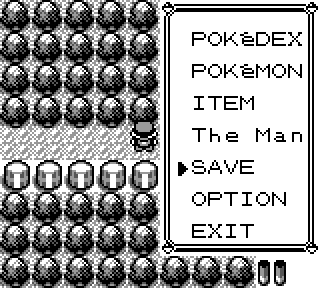 POKéDEX
POKéMON
ITEM
The Man
SAVE
OPTION
EXIT